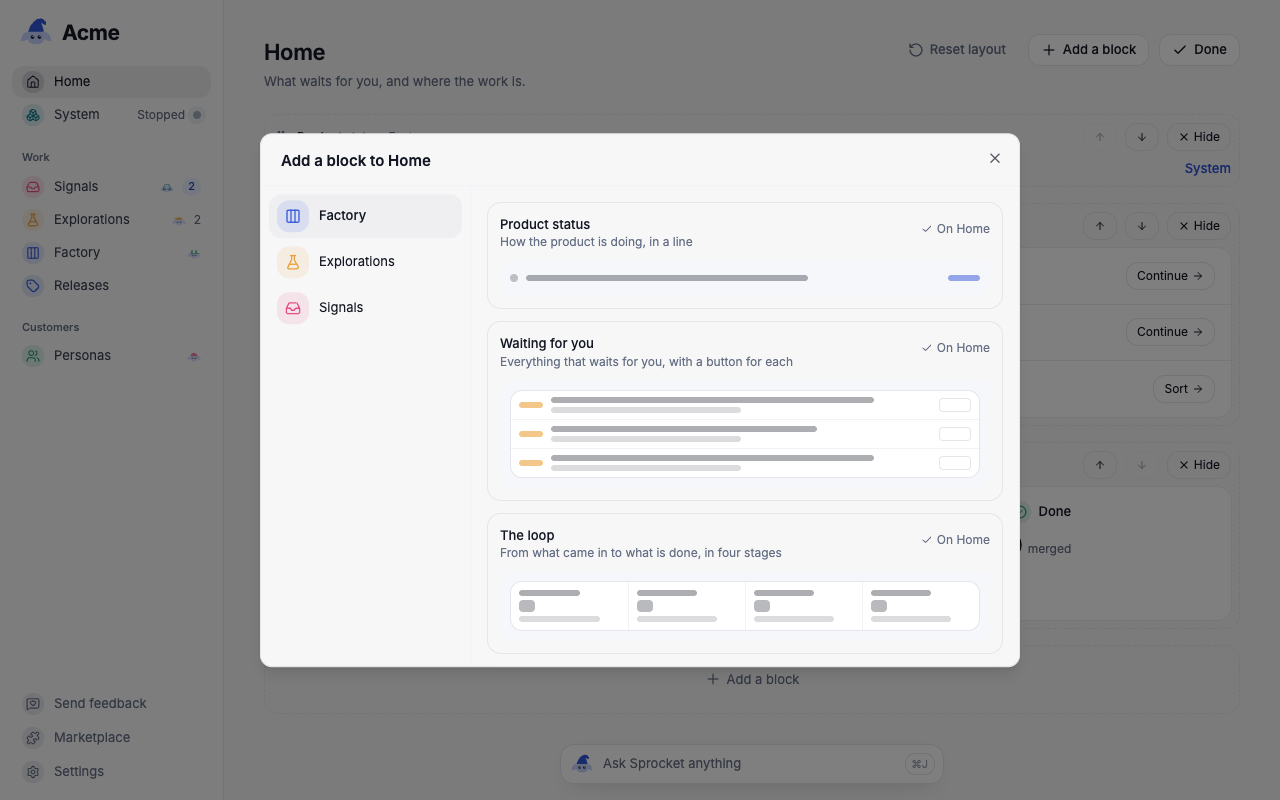 Acme
Home
System
Stopped
Work
Signals
2
Explorations
2
Factory
Releases
Customers
Personas
Send feedback
Marketplace
Settings
Home
What waits for you, and where the work is.
Reset layout
Add a block
Done
Hide
System
Hide
Continue
Continue
Sort
Hide
Done
merged
Add a block to Home
Factory
Explorations
Signals
Product status
How the product is doing, in a line
On Home
Waiting for you
Everything that waits for you, with a button for each
On Home
The loop
From what came in to what is done, in four stages
On Home
Add a block
Ask Sprocket anything
⌘J